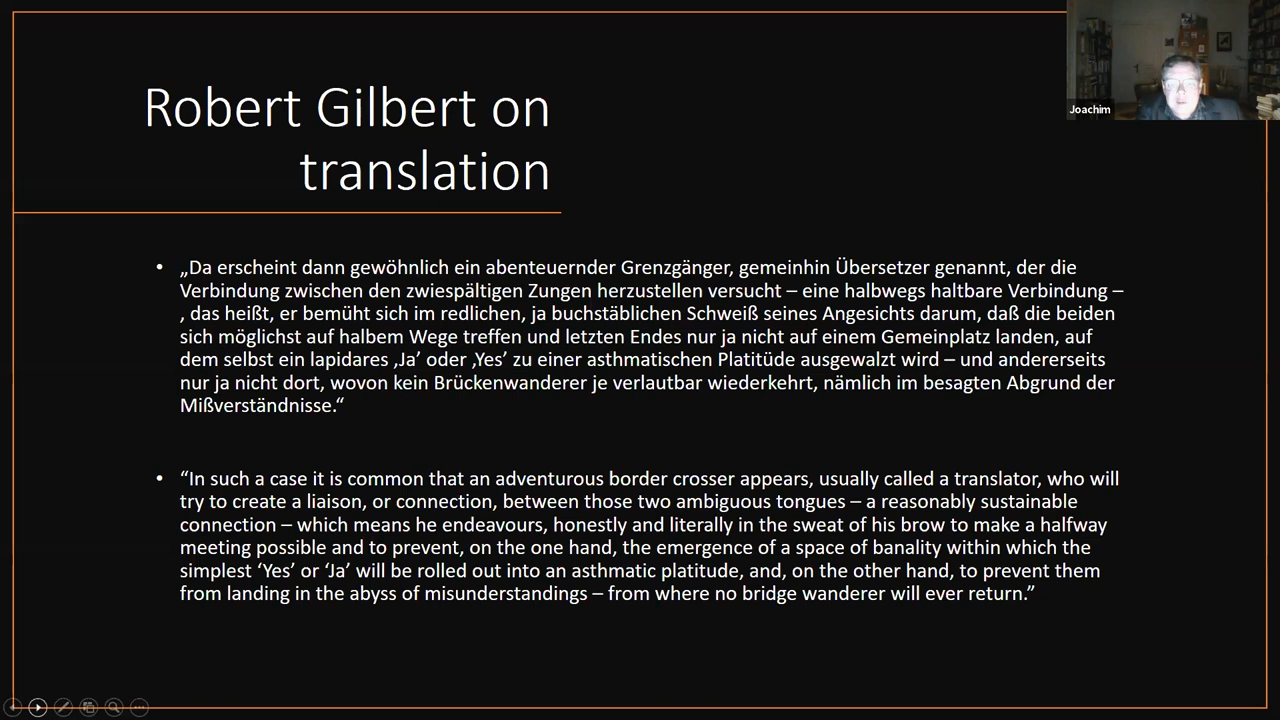 Robert Gilbert on
translation
Joachim
• „Da erscheint dann gewöhnlich ein abenteuernder Grenzgänger, gemeinhin Übersetzer genannt, der die
Verbindung zwischen den zwiespältigen Zungen herzustellen versucht – eine halbwegs haltbare Verbindung –
, das heißt, er bemüht sich im redlichen, ja buchstäblichen Schweiß seines Angesichts darum, daß die beiden
sich möglichst auf halbem Wege treffen und letzten Endes nur ja nicht auf einem Gemeinplatz landen, auf
dem selbst ein lapidares ‚Ja’ oder ‚Yes’ zu einer asthmatischen Platitüde ausgewalzt wird – und andererseits
nur ja nicht dort, wovon kein Brückenwanderer je verlautbar wiederkehrt, nämlich im besagten Abgrund der
Mißverständnisse.“
• “In such a case it is common that an adventurous border crosser appears, usually called a translator, who will
try to create a liaison, or connection, between those two ambiguous tongues – a reasonably sustainable
connection – which means he endeavours, honestly and literally in the sweat of his brow to make a halfway
meeting possible and to prevent, on the one hand, the emergence of a space of banality within which the
simplest ‘Yes’ or ‘Ja’ will be rolled out into an asthmatic platitude, and, on the other hand, to prevent them
from landing in the abyss of misunderstandings – from where no bridge wanderer will ever return.”